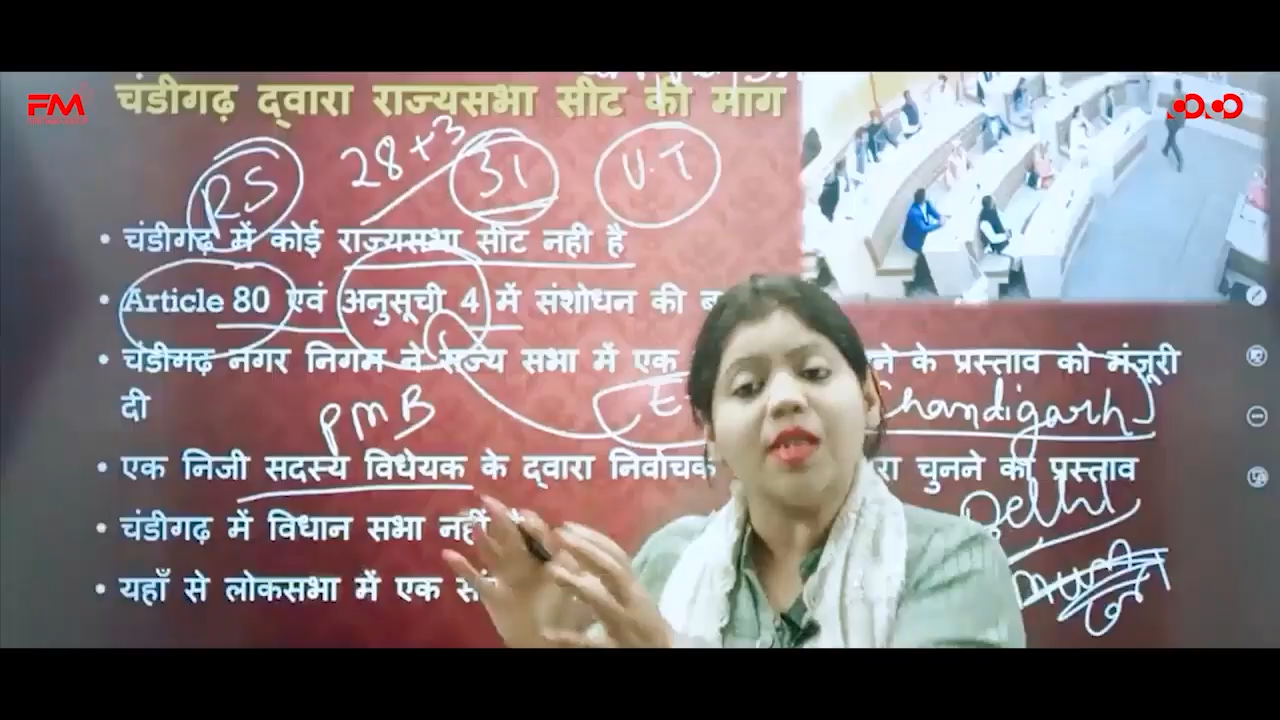 FM
चंडीगढ़ द्वारा राज्यसभा सीट की मांग
RS 28+3 31 U.T
• चंडीगढ़ में कोई राज्यसभा सीट नही है
• Article 80 एवं अनुसूची 4 में संशोधन की
• चंडीगढ़ नगर निगम ने राज्य सभा में एक ने के प्रस्ताव को मंजूरी
दी
PMB Chandigarh
• एक निजी सदस्य विधेयक के द्वारा निर्वाचक रा चुनने का प्रस्ताव
Delhi
• चंडीगढ़ में विधान सभा नहीं
• यहाँ से लोकसभा में एक